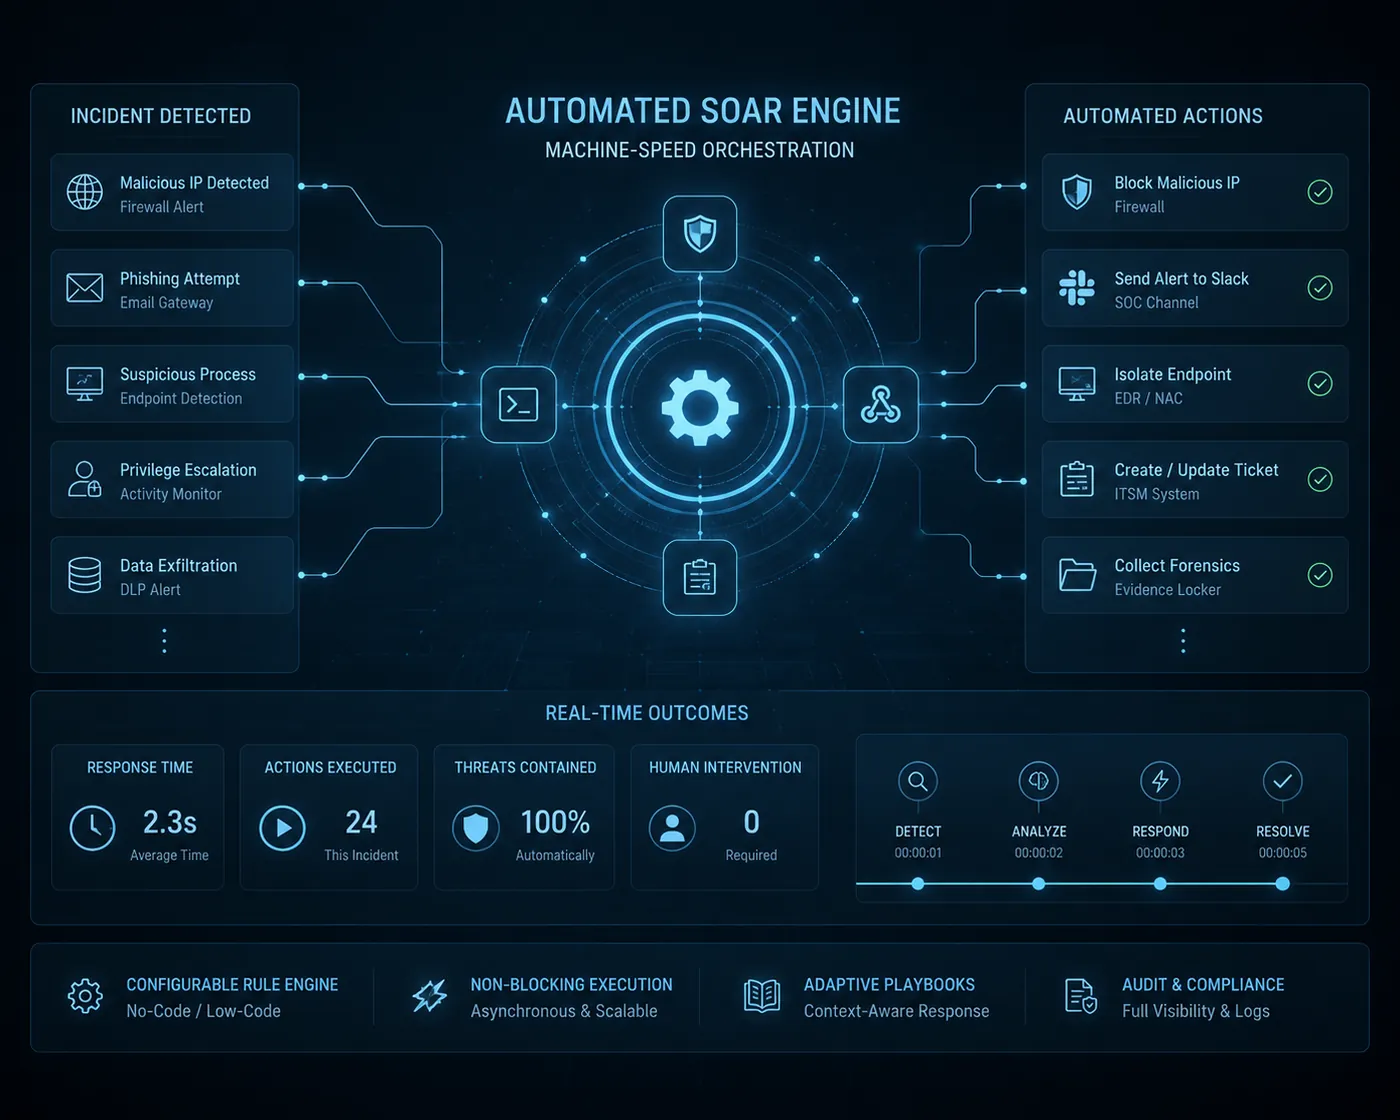 INCIDENT DETECTED
Malicious IP Detected
Firewall Alert
Phishing Attempt
Email Gateway
Suspicious Process
Endpoint Detection
Privilege Escalation
Activity Monitor
Data Exfiltration
DLP Alert
AUTOMATED SOAR ENGINE
MACHINE-SPEED ORCHESTRATION
AUTOMATED ACTIONS
Block Malicious IP
Firewall
Send Alert to Slack
SOC Channel
Isolate Endpoint
EDR / NAC
Create / Update Ticket
ITSM System
Collect Forensics
Evidence Locker
REAL-TIME OUTCOMES
RESPONSE TIME
2.3s
Average Time
ACTIONS EXECUTED
24
This Incident
THREATS CONTAINED
100%
Automatically
HUMAN INTERVENTION
0
Required
DETECT
00:00:01
ANALYZE
00:00:02
RESPOND
00:00:03
RESOLVE
00:00:05
CONFIGURABLE RULE ENGINE
No-Code / Low-Code
NON-BLOCKING EXECUTION
Asynchronous & Scalable
ADAPTIVE PLAYBOOKS
Context-Aware Response
AUDIT & COMPLIANCE
Full Visibility & Logs